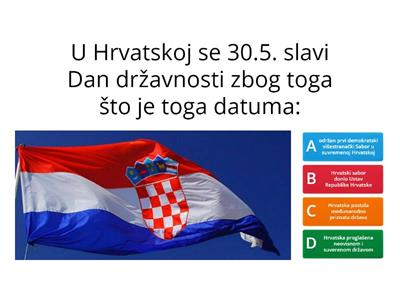 U Hrvatskoj se 30.5. slavi
Dan državnosti zbog toga
što je toga datuma:
A
održan prvi demokratski
višestranački Sabor u
suvremenoj Hrvatskoj
B
Hrvatski sabor
donio Ustav
Republike Hrvatske
C
Hrvatska postala
međunarodno
priznata država
D
Hrvatska proglašena
neovisnom i
suverenom državom